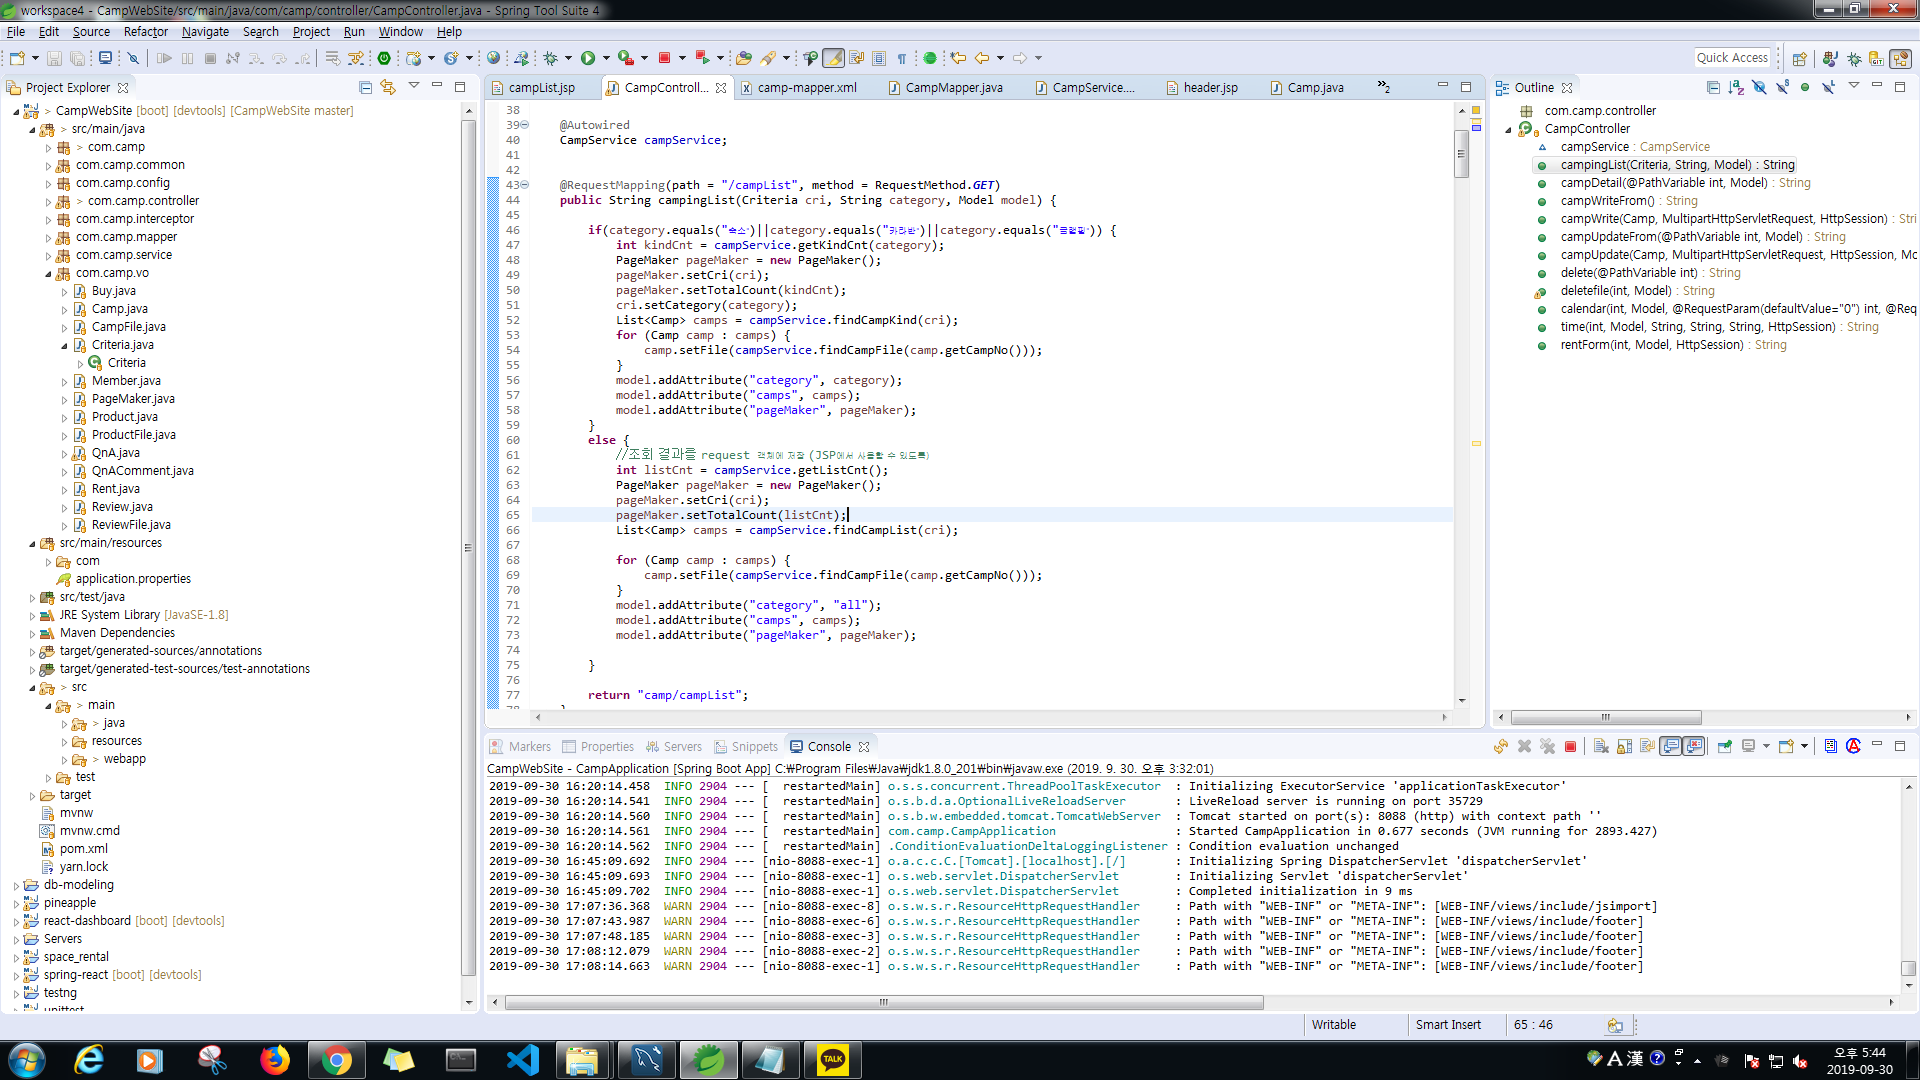 workspace4 - CampWebSite/src/main/java/com/camp/controller/CampController.java - Spring Tool Suite 4
File Edit Source Refactor Navigate Search Project Run Window Help
Quick Access
Project Explorer
CampWebSite [boot] [devtools] [CampWebSite master]
src/main/java
com.camp
com.camp.common
com.camp.config
com.camp.controller
com.camp.interceptor
com.camp.mapper
com.camp.service
com.camp.vo
Buy.java
Camp.java
CampFile.java
Criteria.java
Criteria
Member.java
PageMaker.java
Product.java
ProductFile.java
QnA.java
QnAComment.java
Rent.java
Review.java
ReviewFile.java
src/main/resources
com
application.properties
src/test/java
JRE System Library [JavaSE-1.8]
Maven Dependencies
target/generated-sources/annotations
target/generated-test-sources/test-annotations
src
main
java
resources
webapp
test
target
mvnw
mvnw.cmd
pom.xml
yarn.lock
db-modeling
pineapple
react-dashboard [boot] [devtools]
Servers
space_rental
spring-react [boot] [devtools]
testng
unittest
campList.jsp CampControll... camp-mapper.xml CampMapper.java CampService.... header.jsp Camp.java »2
38
39 @Autowired
40 CampService campService;
41
42
43 @RequestMapping(path = "/campList", method = RequestMethod.GET)
44 public String campingList(Criteria cri, String category, Model model) {
45
46 if(category.equals("숙소")||category.equals("카라반")||category.equals("글램핑")) {
47 int kindCnt = campService.getKindCnt(category);
48 PageMaker pageMaker = new PageMaker();
49 pageMaker.setCri(cri);
50 pageMaker.setTotalCount(kindCnt);
51 cri.setCategory(category);
52 List<Camp> camps = campService.findCampKind(cri);
53 for (Camp camp : camps) {
54 camp.setFile(campService.findCampFile(camp.getCampNo()));
55 }
56 model.addAttribute("category", category);
57 model.addAttribute("camps", camps);
58 model.addAttribute("pageMaker", pageMaker);
59 }
60 else {
61 //조회 결과를 request 객체에 저장 (JSP에서 사용할 수 있도록)
62 int listCnt = campService.getListCnt();
63 PageMaker pageMaker = new PageMaker();
64 pageMaker.setCri(cri);
65 pageMaker.setTotalCount(listCnt);
66 List<Camp> camps = campService.findCampList(cri);
67
68 for (Camp camp : camps) {
69 camp.setFile(campService.findCampFile(camp.getCampNo()));
70 }
71 model.addAttribute("category", "all");
72 model.addAttribute("camps", camps);
73 model.addAttribute("pageMaker", pageMaker);
74
75 }
76
77 return "camp/campList";
78 }
Outline
com.camp.controller
CampController
campService : CampService
campingList(Criteria, String, Model) : String
campDetail(@PathVariable int, Model) : String
campWriteFrom() : String
campWrite(Camp, MultipartHttpServletRequest, HttpSession) : Stri
campUpdateFrom(@PathVariable int, Model) : String
campUpdate(Camp, MultipartHttpServletRequest, HttpSession, Mo
delete(@PathVariable int) : String
deletefile(int, Model) : String
calendar(int, Model, @RequestParam(defaultValue="0") int, @Req
time(int, Model, String, String, String, HttpSession) : String
rentForm(int, Model, HttpSession) : String
Markers Properties Servers Snippets Console
CampWebSite - CampApplication [Spring Boot App] C:₩Program Files₩Java₩jdk1.8.0_201₩bin₩javaw.exe (2019. 9. 30. 오후 3:32:01)
2019-09-30 16:20:14.458 INFO 2904 --- [ restartedMain] o.s.s.concurrent.ThreadPoolTaskExecutor : Initializing ExecutorService 'applicationTaskExecutor'
2019-09-30 16:20:14.541 INFO 2904 --- [ restartedMain] o.s.b.d.a.OptionalLiveReloadServer : LiveReload server is running on port 35729
2019-09-30 16:20:14.560 INFO 2904 --- [ restartedMain] o.s.b.w.embedded.tomcat.TomcatWebServer : Tomcat started on port(s): 8088 (http) with context path ''
2019-09-30 16:20:14.561 INFO 2904 --- [ restartedMain] com.camp.CampApplication : Started CampApplication in 0.677 seconds (JVM running for 2893.427)
2019-09-30 16:20:14.562 INFO 2904 --- [ restartedMain] .ConditionEvaluationDeltaLoggingListener : Condition evaluation unchanged
2019-09-30 16:45:09.692 INFO 2904 --- [nio-8088-exec-1] o.a.c.c.C.[Tomcat].[localhost].[/] : Initializing Spring DispatcherServlet 'dispatcherServlet'
2019-09-30 16:45:09.693 INFO 2904 --- [nio-8088-exec-1] o.s.web.servlet.DispatcherServlet : Initializing Servlet 'dispatcherServlet'
2019-09-30 16:45:09.702 INFO 2904 --- [nio-8088-exec-1] o.s.web.servlet.DispatcherServlet : Completed initialization in 9 ms
2019-09-30 17:07:36.368 WARN 2904 --- [nio-8088-exec-8] o.s.w.s.r.ResourceHttpRequestHandler : Path with "WEB-INF" or "META-INF": [WEB-INF/views/include/jsimport]
2019-09-30 17:07:43.987 WARN 2904 --- [nio-8088-exec-6] o.s.w.s.r.ResourceHttpRequestHandler : Path with "WEB-INF" or "META-INF": [WEB-INF/views/include/footer]
2019-09-30 17:07:48.185 WARN 2904 --- [nio-8088-exec-3] o.s.w.s.r.ResourceHttpRequestHandler : Path with "WEB-INF" or "META-INF": [WEB-INF/views/include/footer]
2019-09-30 17:08:12.079 WARN 2904 --- [nio-8088-exec-2] o.s.w.s.r.ResourceHttpRequestHandler : Path with "WEB-INF" or "META-INF": [WEB-INF/views/include/footer]
2019-09-30 17:08:14.663 WARN 2904 --- [nio-8088-exec-1] o.s.w.s.r.ResourceHttpRequestHandler : Path with "WEB-INF" or "META-INF": [WEB-INF/views/include/footer]
Writable Smart Insert 65 : 46
TALK
A 漢
오후 5:44
2019-09-30